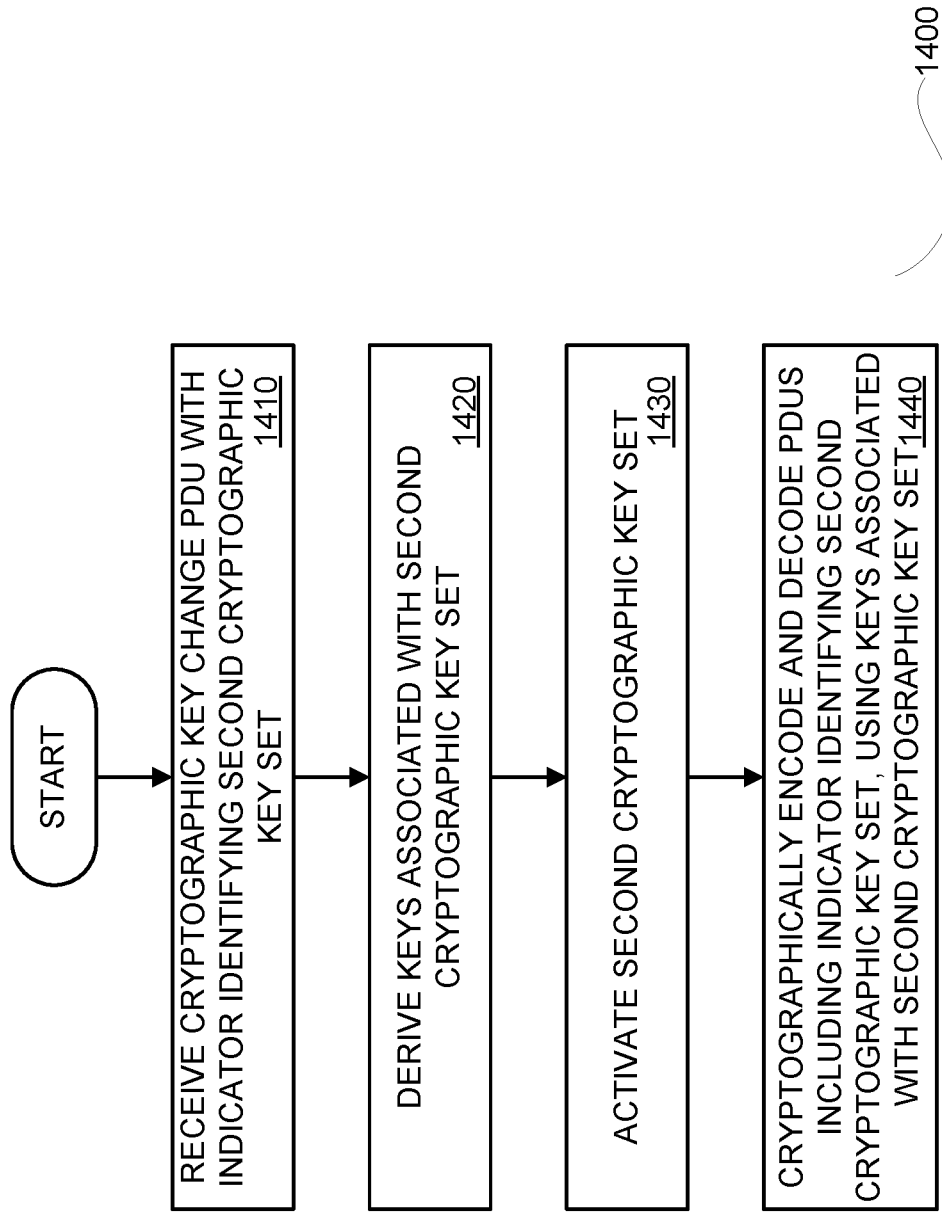 START
RECEIVE CRYPTOGRAPHIC KEY CHANGE PDU WITH
INDICATOR IDENTIFYING SECOND CRYPTOGRAPHIC
KEY SET
1410
DERIVE KEYS ASSOCIATED WITH SECOND
CRYPTOGRAPHIC KEY SET
1420
ACTIVATE SECOND CRYPTOGRAPHIC KEY SET
1430
CRYPTOGRAPHICALLY ENCODE AND DECODE PDUS
INCLUDING INDICATOR IDENTIFYING SECOND
CRYPTOGRAPHIC KEY SET, USING KEYS ASSOCIATED
WITH SECOND CRYPTOGRAPHIC KEY SET 1440
1400